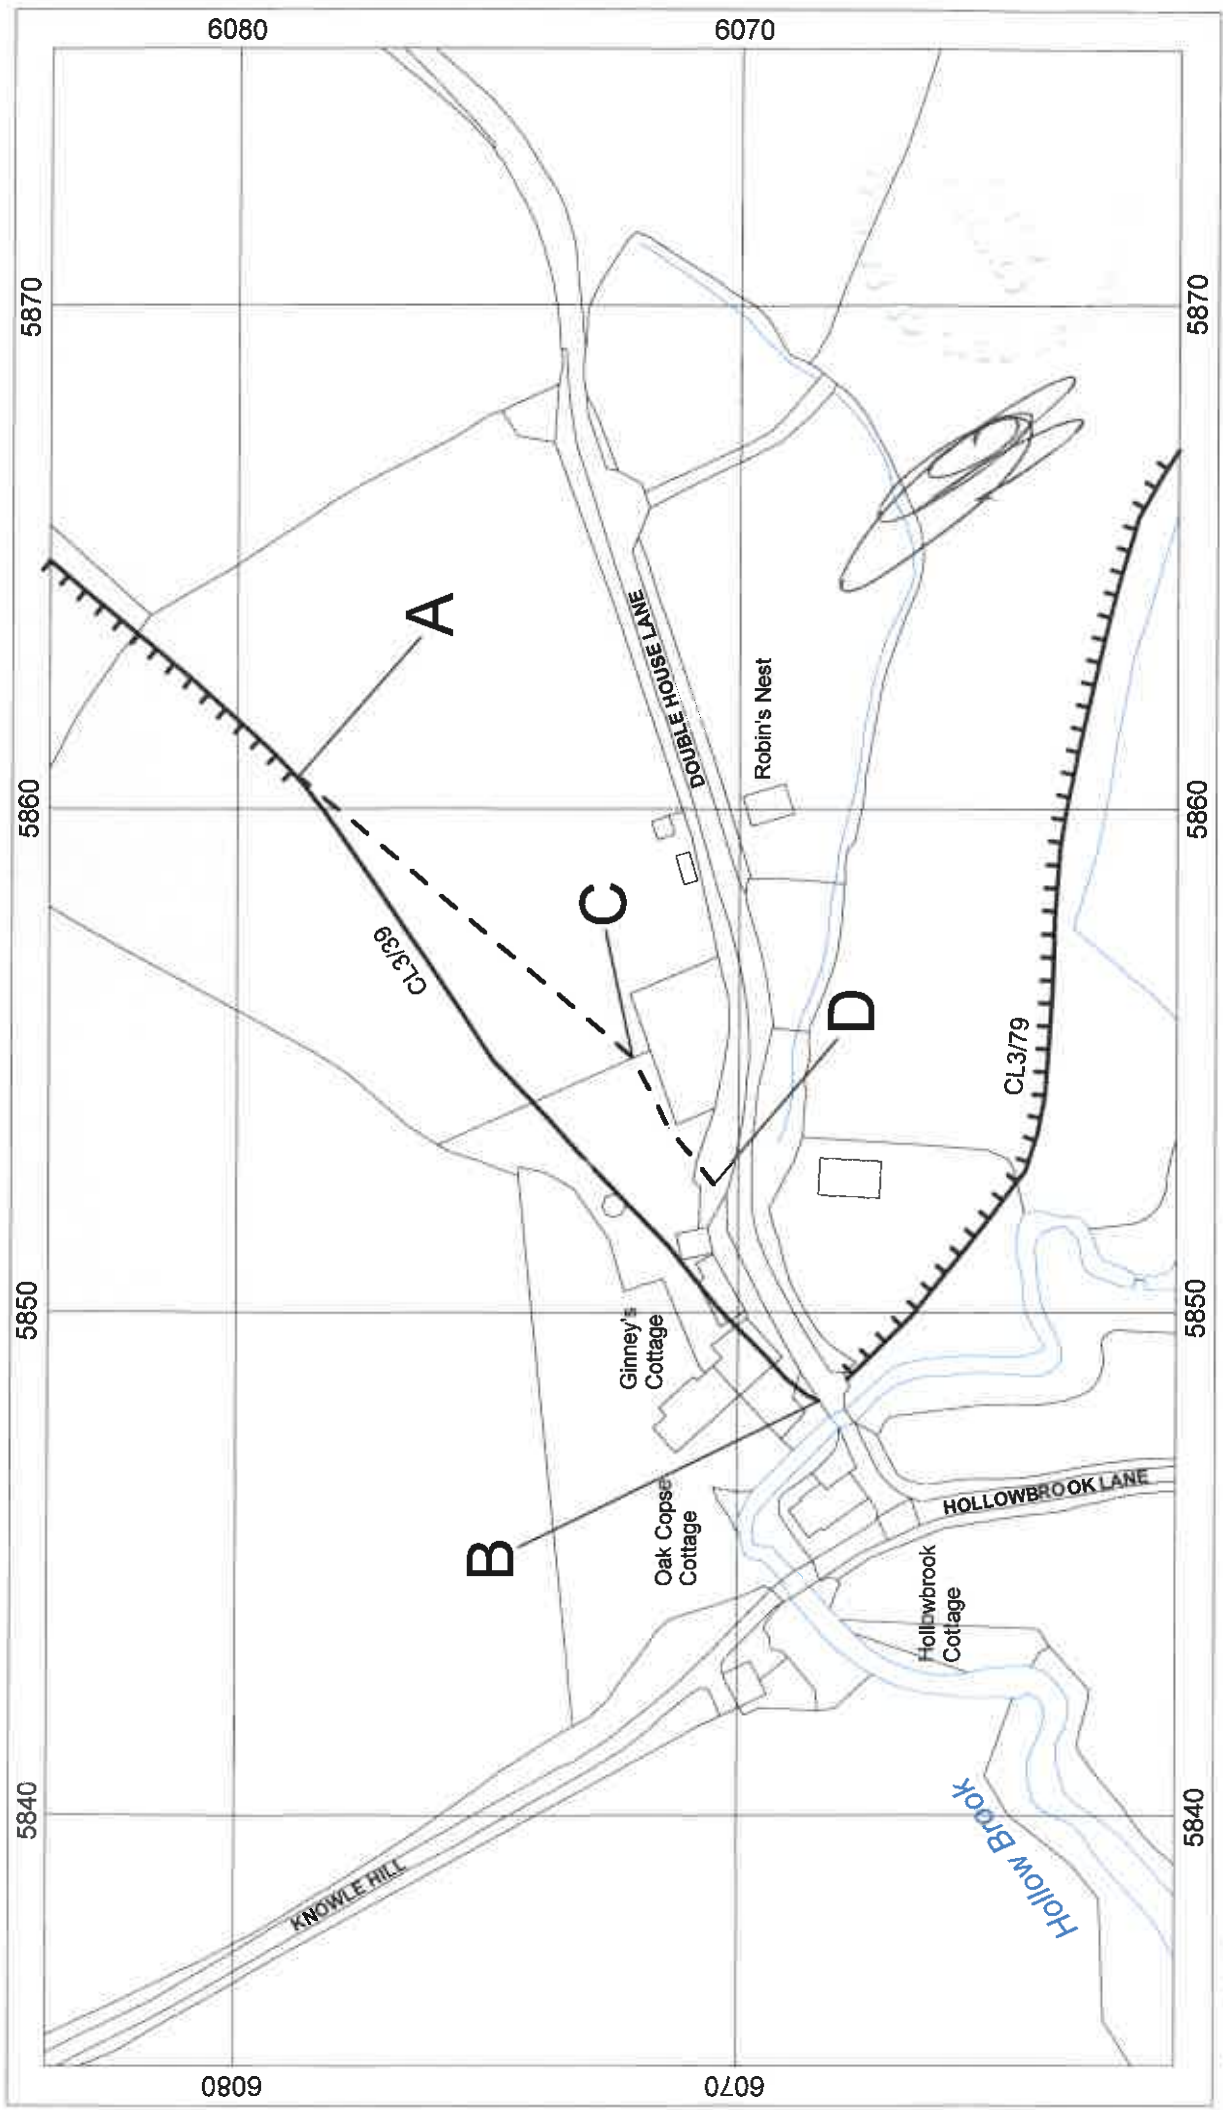 5840
5850
5860
5870
6080
6080
KNOWLE HILL
CL3/39
A
B
Ginney's
Cottage
C
Oak Copse
Cottage
DOUBLE HOUSE LANE
6070
6070
Robin's Nest
D
Hollowbrook
Cottage
HOLLOWBROOK LANE
CL3/79
Hollow Brook
5840
5850
5860
5870